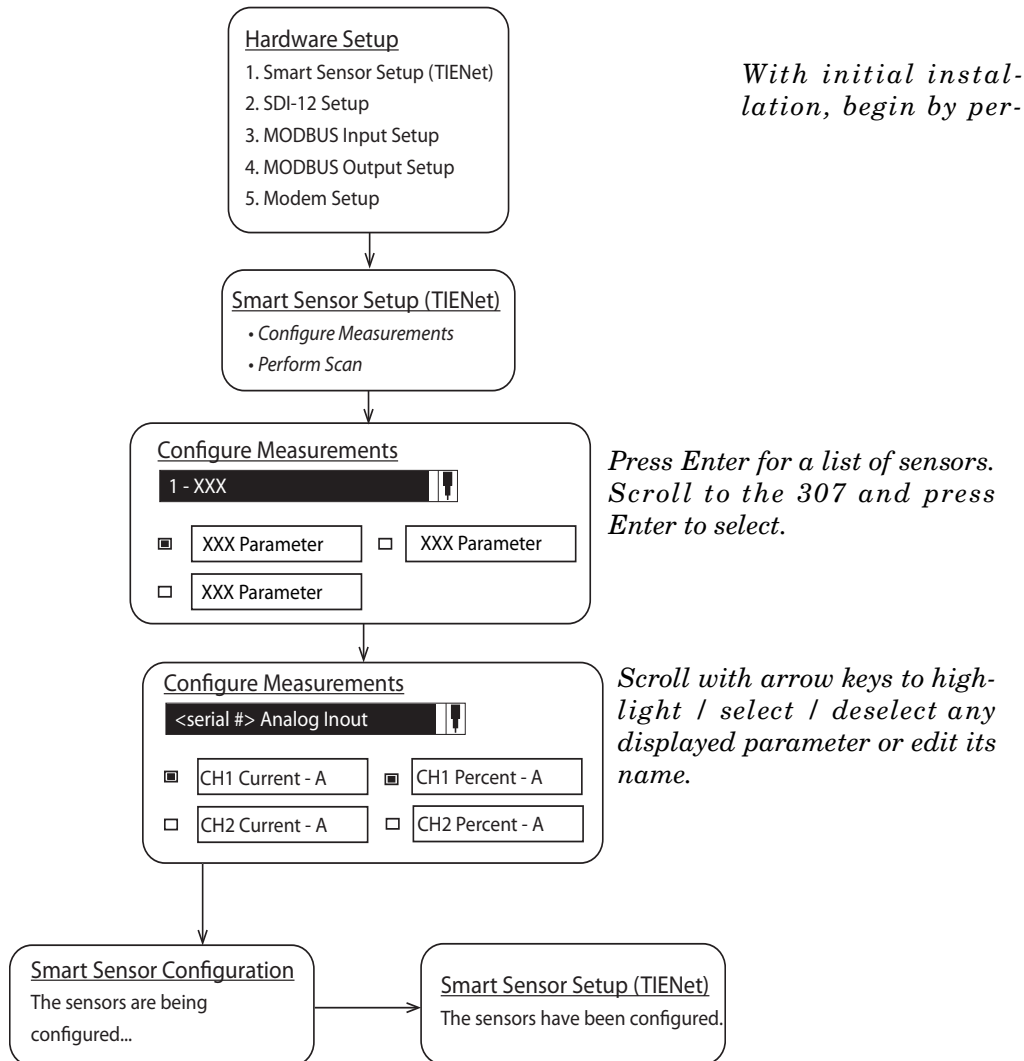 Hardware Setup
1. Smart Sensor Setup (TIENet)
2. SDI-12 Setup
3. MODBUS Input Setup
4. MODBUS Output Setup
5. Modem Setup
With initial instal-
lation, begin by per-
Smart Sensor Setup (TIENet)
• Configure Measurements
• Perform Scan
Configure Measurements
1 - XXX
XXX Parameter
XXX Parameter
XXX Parameter
Press Enter for a list of sensors.
Scroll to the 307 and press
Enter to select.
Configure Measurements
<serial #> Analog Inout
CH1 Current - A
CH1 Percent - A
CH2 Current - A
CH2 Percent - A
Scroll with arrow keys to high-
light / select / deselect any
displayed parameter or edit its
name.
Smart Sensor Configuration
The sensors are being
configured...
Smart Sensor Setup (TIENet)
The sensors have been configured.